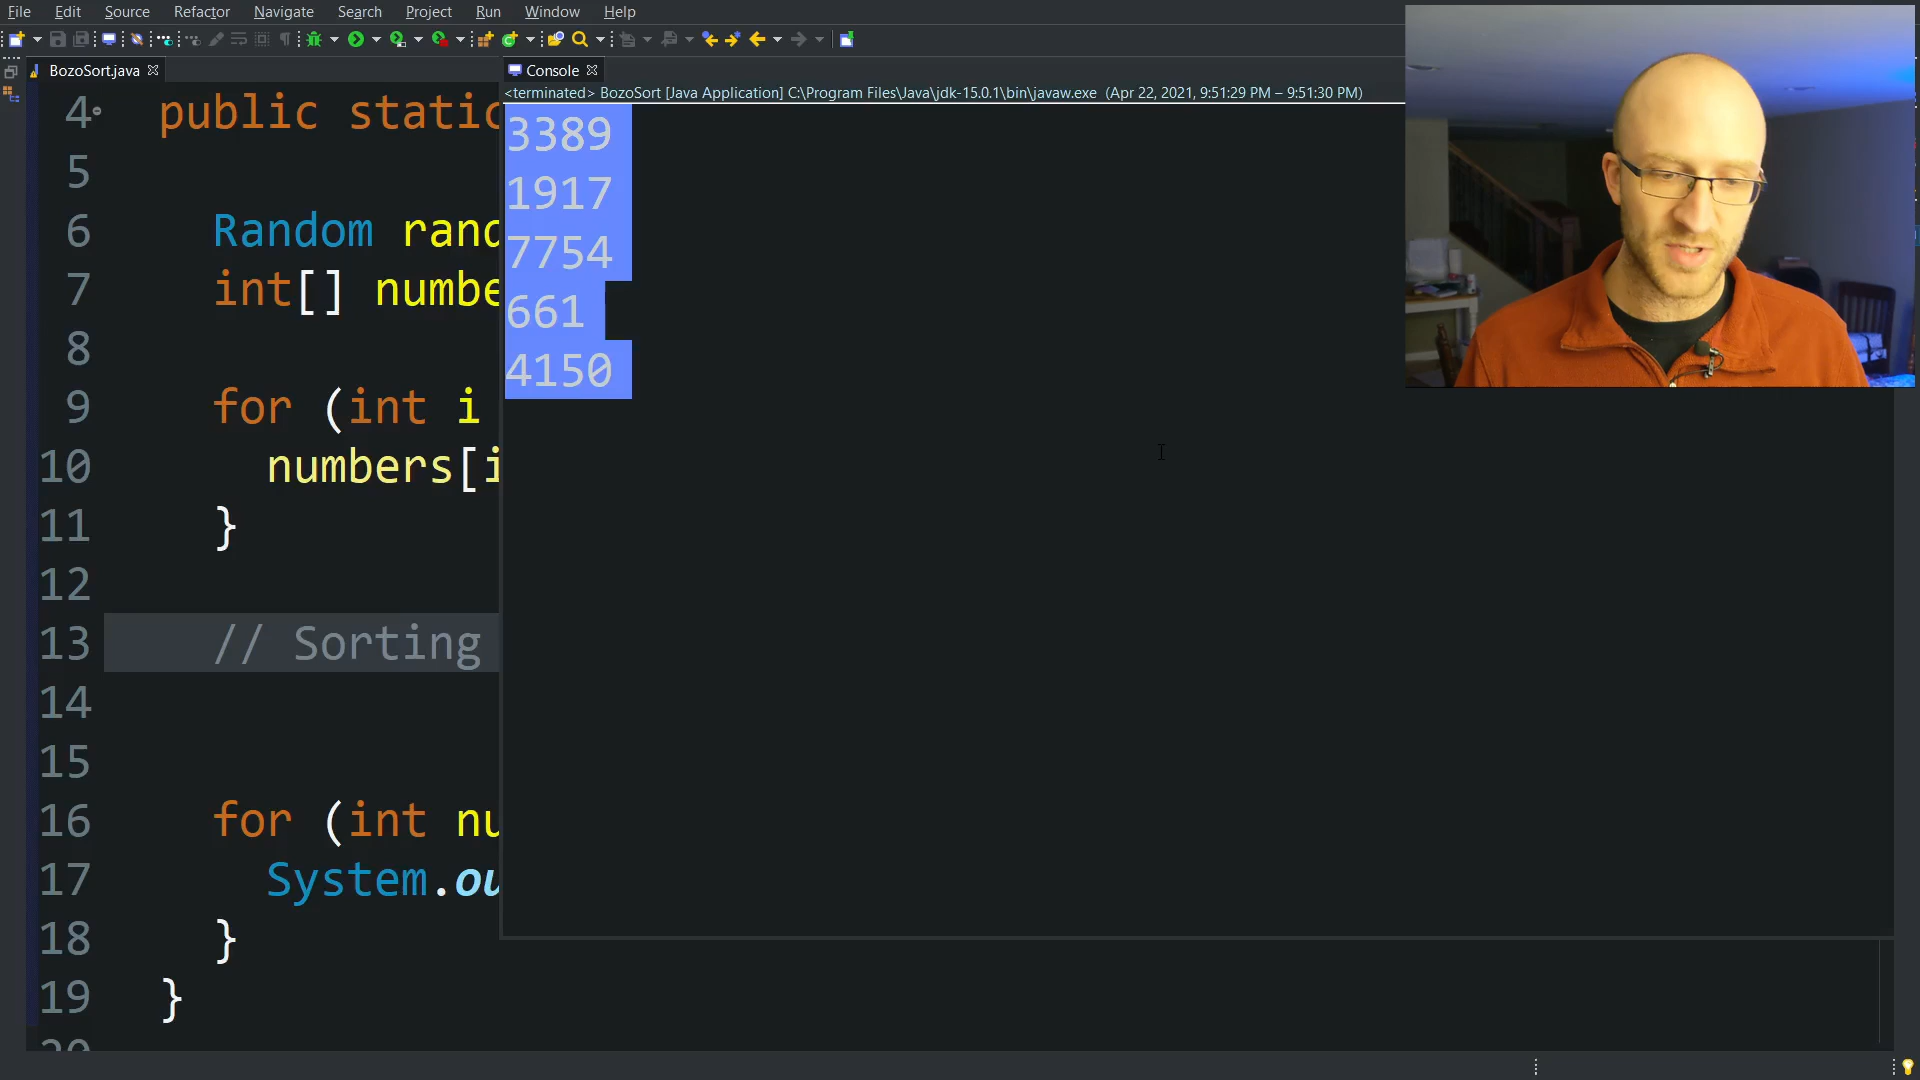 File Edit Source Refactor Navigate Search Project Run Window Help
BozoSort.java
Console
<terminated> BozoSort [Java Application] C:\Program Files\Java\jdk-15.0.1\bin\javaw.exe (Apr 22, 2021, 9:51:29 PM – 9:51:30 PM)
3389
1917
7754
661
4150
4 public static
5
6 Random rand
7 int[] numbe
8
9 for (int i
10 numbers[i
11 }
12
13 // Sorting
14
15
16 for (int nu
17 System.ou
18 }
19 }
20